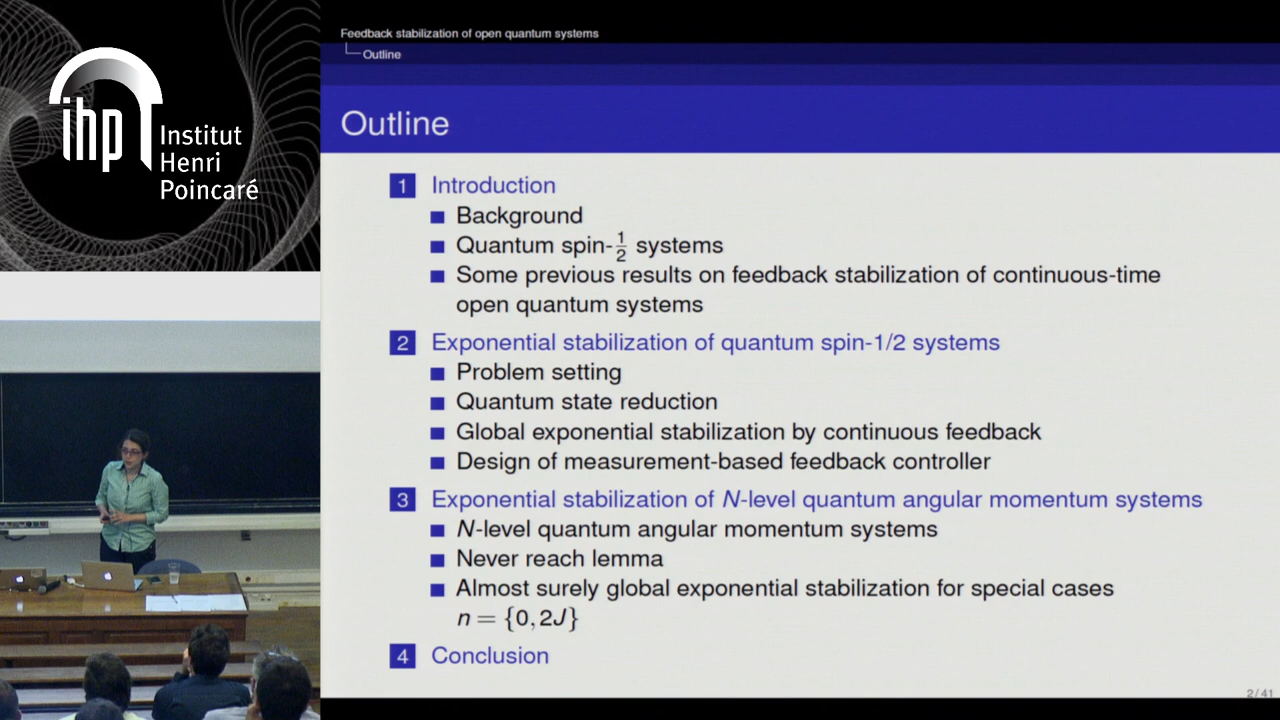 ihp Institut
Henri
Poincaré
Feedback stabilization of open quantum systems
Outline
Outline
1 Introduction
Background
Quantum spin-1/2 systems
Some previous results on feedback stabilization of continuous-time
open quantum systems
2 Exponential stabilization of quantum spin-1/2 systems
Problem setting
Quantum state reduction
Global exponential stabilization by continuous feedback
Design of measurement-based feedback controller
3 Exponential stabilization of N-level quantum angular momentum systems
N-level quantum angular momentum systems
Never reach lemma
Almost surely global exponential stabilization for special cases
n = {0, 2J}
4 Conclusion
2 / 41